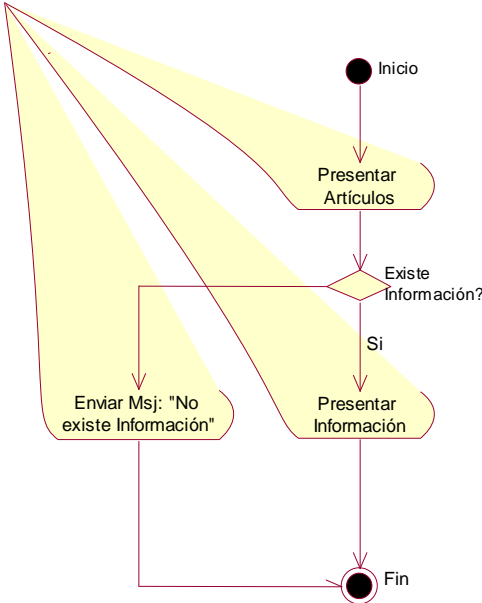 Inicio
Presentar
Artículos
Existe
Información?
Si
Enviar Msj: "No
existe Información"
Presentar
Información
Fin